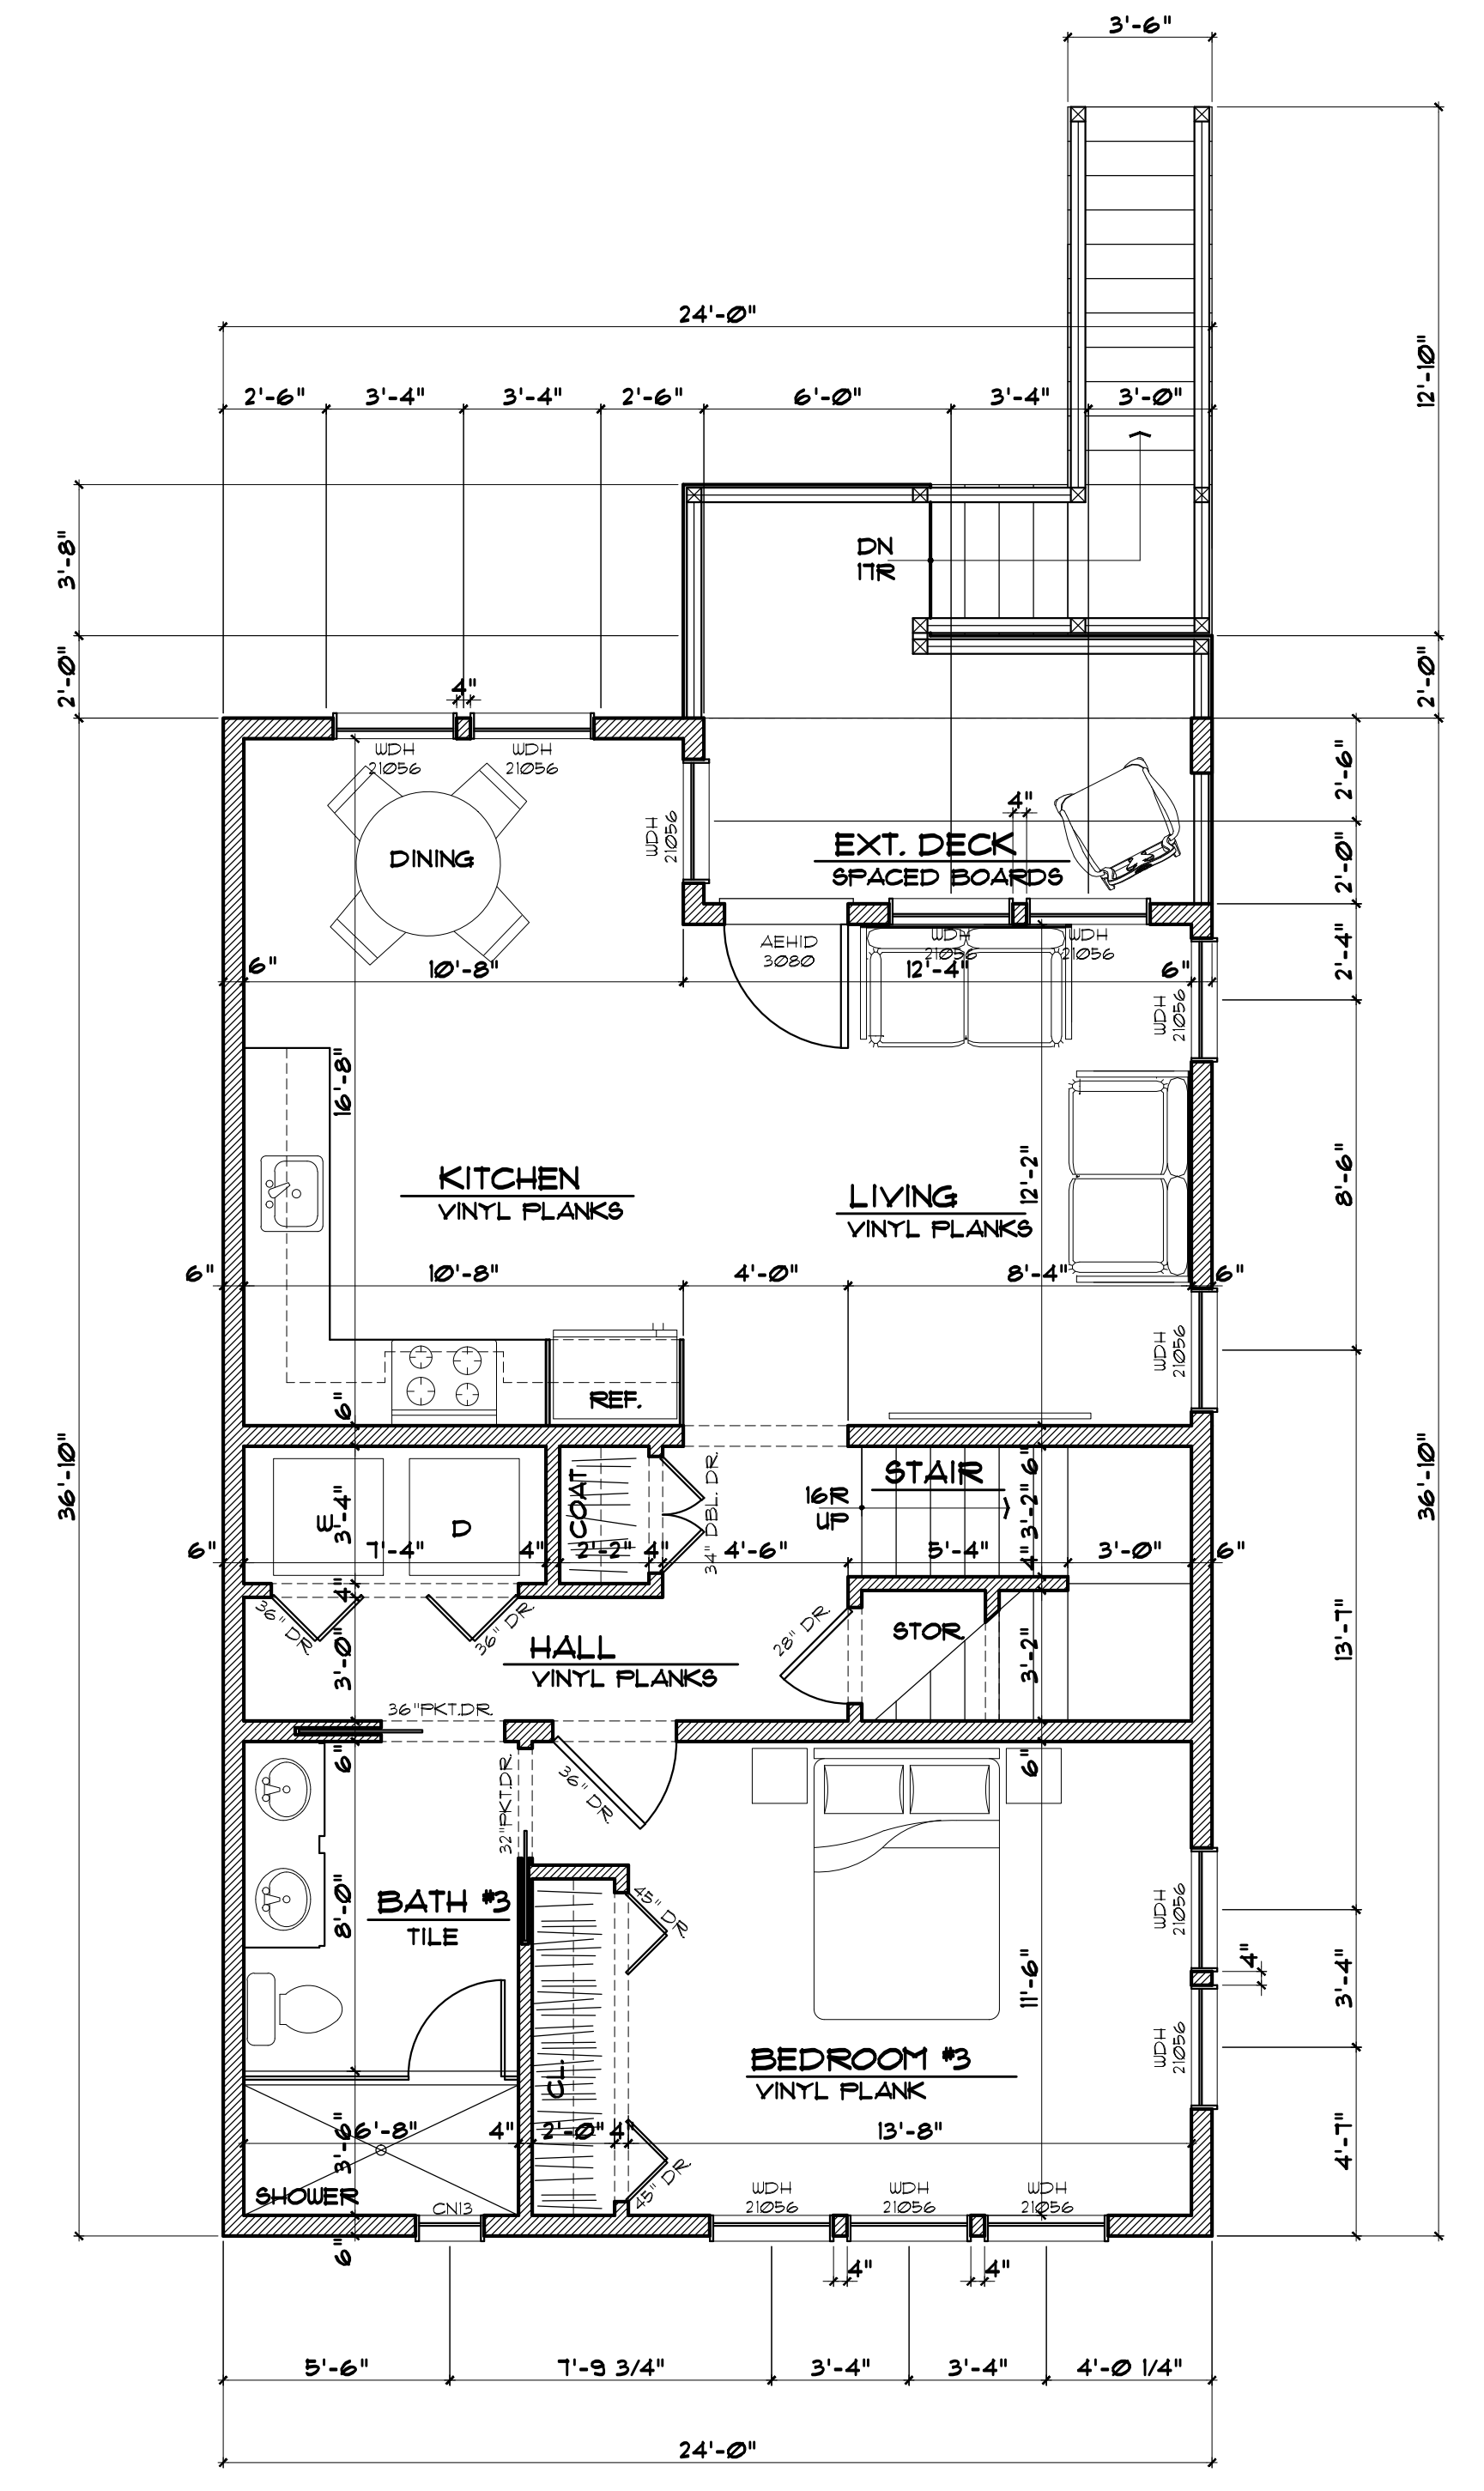 3'-6"
24'-0"
12'-10"
2'-6" 3'-4" 3'-4" 2'-6" 6'-0" 3'-4" 3'-0"
3'-8"
DN
17R
2'-0"
2'-0"
4"
WDH
21056
WDH
21056
WDH
21056
2'-6"
DINING
4"
EXT. DECK
SPACED BOARDS
2'-0"
AEHID
3080
WDH
21056
WDH
21056
2'-4"
6" 10'-8" 12'-4" 6"
WDH
21056
16'-8"
KITCHEN
VINYL PLANKS
LIVING
VINYL PLANKS
12'-2"
8'-6"
6" 10'-8" 4'-0" 8'-4" 6"
WDH
21056
REF.
6"
36'-10"
36'-10"
COAT
34" DBL. DR.
STAIR
16R
UP
6"
3'-4"
W
D
3'-2"
6" 7'-4" 4" 2'-2" 4" 4'-6" 5'-4" 3'-0" 6"
4"
4"
36" DR.
36" DR.
28" DR.
STOR.
HALL
VINYL PLANKS
3'-0"
3'-2"
13'-7"
36"PKT.DR.
6"
32"PKT.DR.
36" DR.
6"
BATH #3
TILE
8'-0"
45" DR.
WDH
21056
4"
11'-6"
3'-4"
BEDROOM #3
VINYL PLANK
WDH
21056
CL.
3'-6"
6'-8" 4" 2'-0" 4" 13'-8"
4'-7"
SHOWER
CN13
45" DR.
WDH
21056
WDH
21056
WDH
21056
6"
4" 4"
5'-6" 7'-9 3/4" 3'-4" 3'-4" 4'-0 1/4"
24'-0"